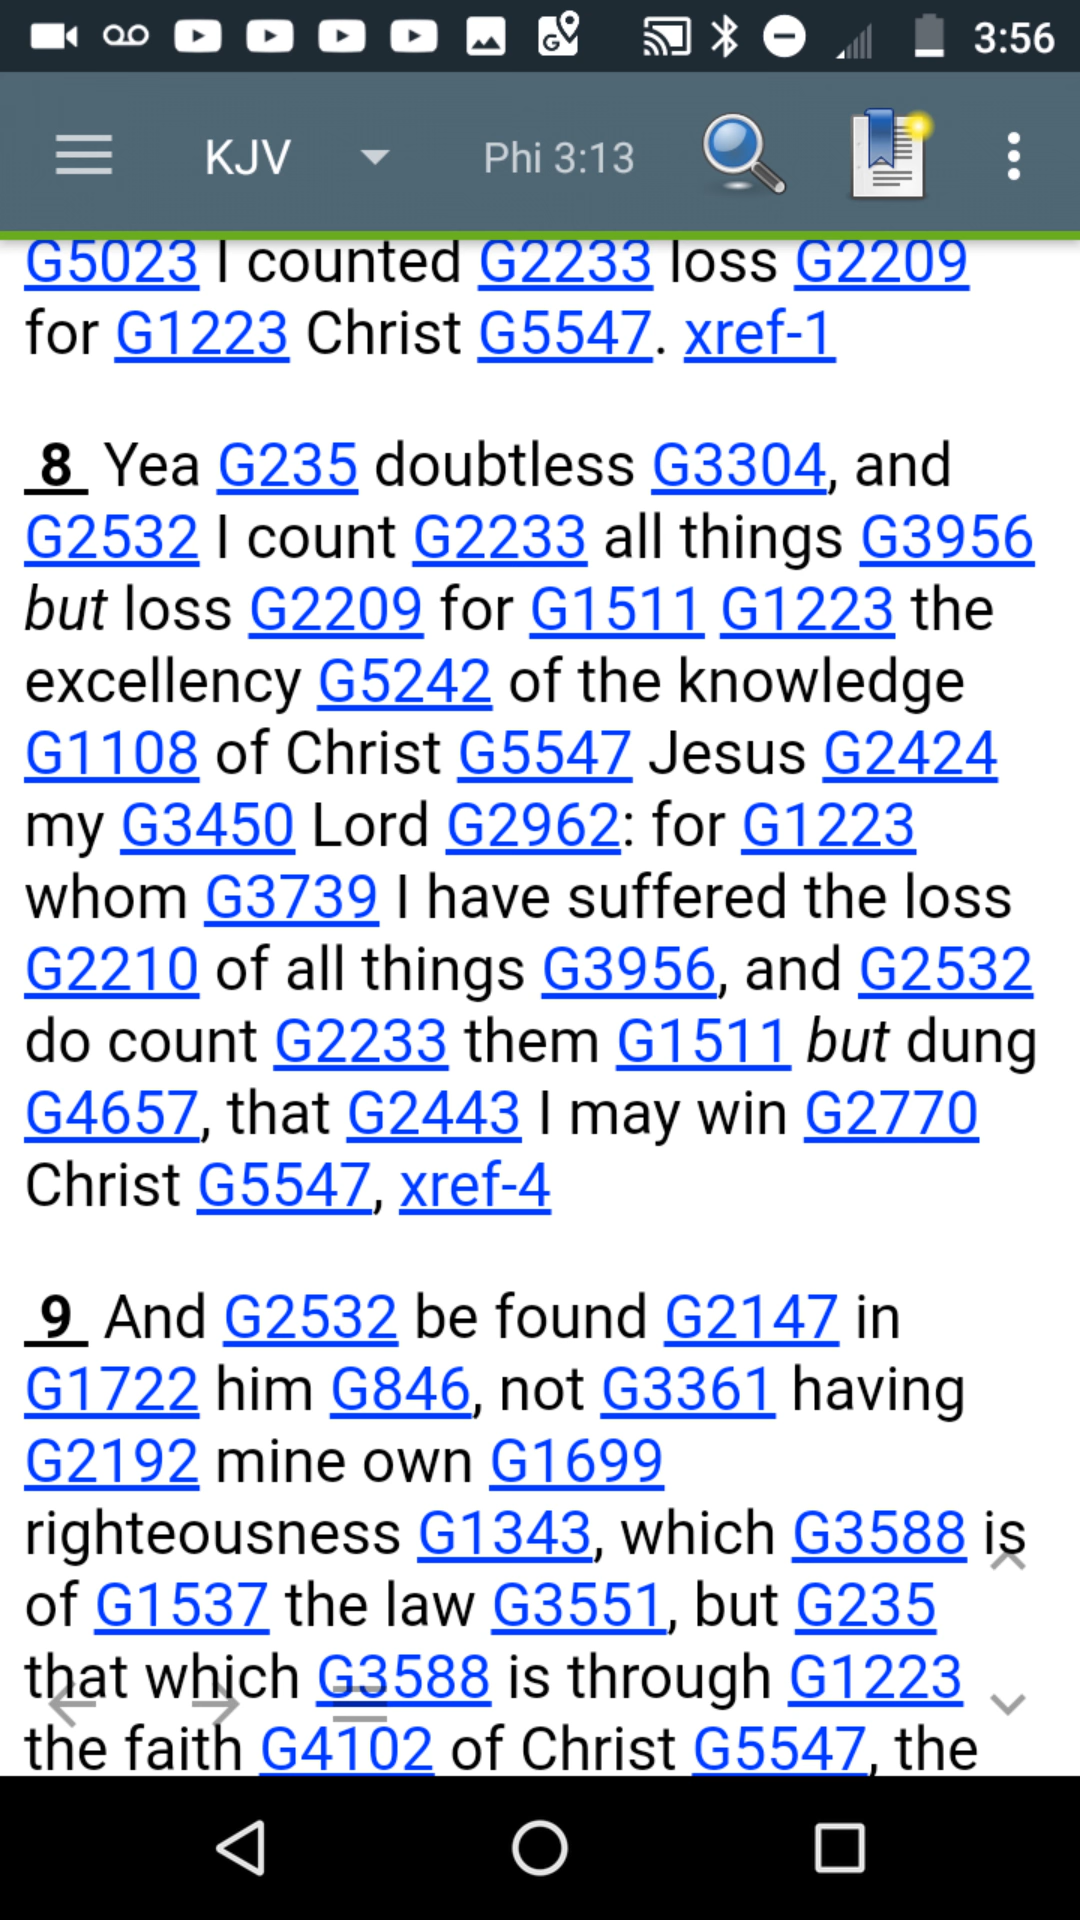 3:56
KJV Phi 3:13
G5023 I counted G2233 loss G2209
for G1223 Christ G5547. xref-1
8 Yea G235 doubtless G3304, and
G2532 I count G2233 all things G3956
but loss G2209 for G1511 G1223 the
excellency G5242 of the knowledge
G1108 of Christ G5547 Jesus G2424
my G3450 Lord G2962: for G1223
whom G3739 I have suffered the loss
G2210 of all things G3956, and G2532
do count G2233 them G1511 but dung
G4657, that G2443 I may win G2770
Christ G5547, xref-4
9 And G2532 be found G2147 in
G1722 him G846, not G3361 having
G2192 mine own G1699
righteousness G1343, which G3588 is
of G1537 the law G3551, but G235
that which G3588 is through G1223
the faith G4102 of Christ G5547, the